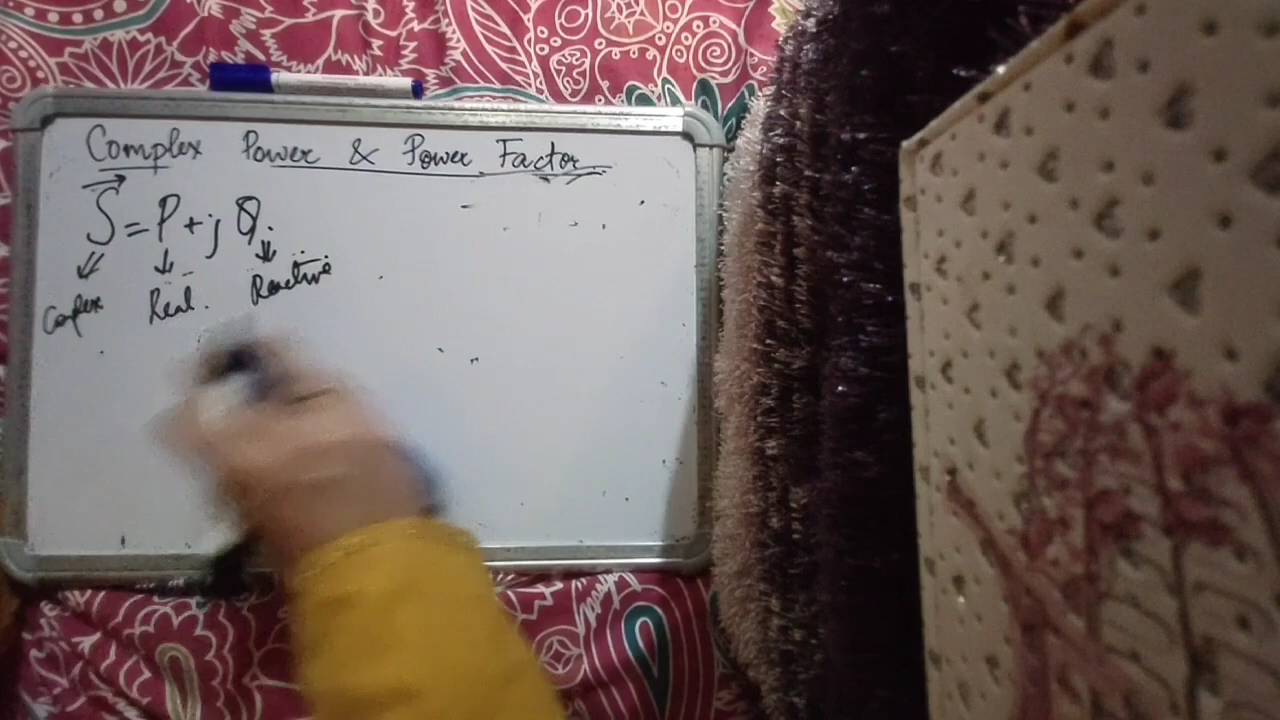 Complex Power & Power Factor
S = P + j Q.
Complex Real. Reactive